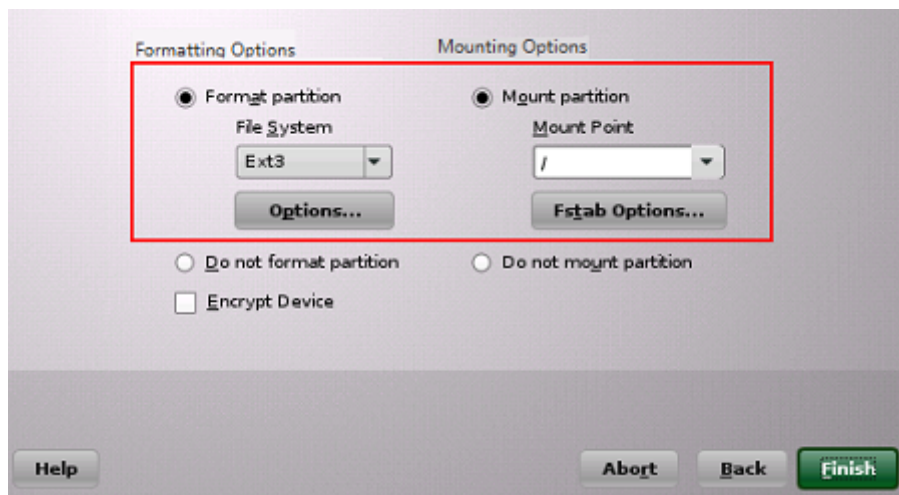 Formatting Options Mounting Options
Format partition Mount partition
File System Mount Point
Ext3 /
Options... Fstab Options...
Do not format partition Do not mount partition
Encrypt Device
Help Abort Back Finish